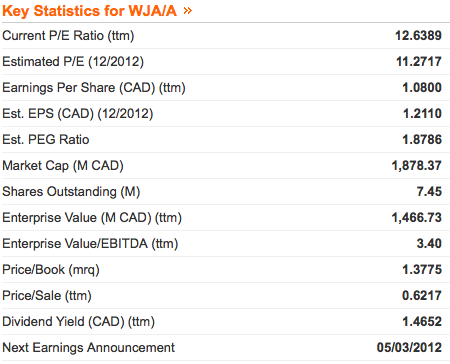 Key Statistics for WJA/A »
Current P/E Ratio (ttm) 12.6389
Estimated P/E (12/2012) 11.2717
Earnings Per Share (CAD) (ttm) 1.0800
Est. EPS (CAD) (12/2012) 1.2110
Est. PEG Ratio 1.8786
Market Cap (M CAD) 1,878.37
Shares Outstanding (M) 7.45
Enterprise Value (M CAD) (ttm) 1,466.73
Enterprise Value/EBITDA (ttm) 3.40
Price/Book (mrq) 1.3775
Price/Sale (ttm) 0.6217
Dividend Yield (CAD) (ttm) 1.4652
Next Earnings Announcement 05/03/2012